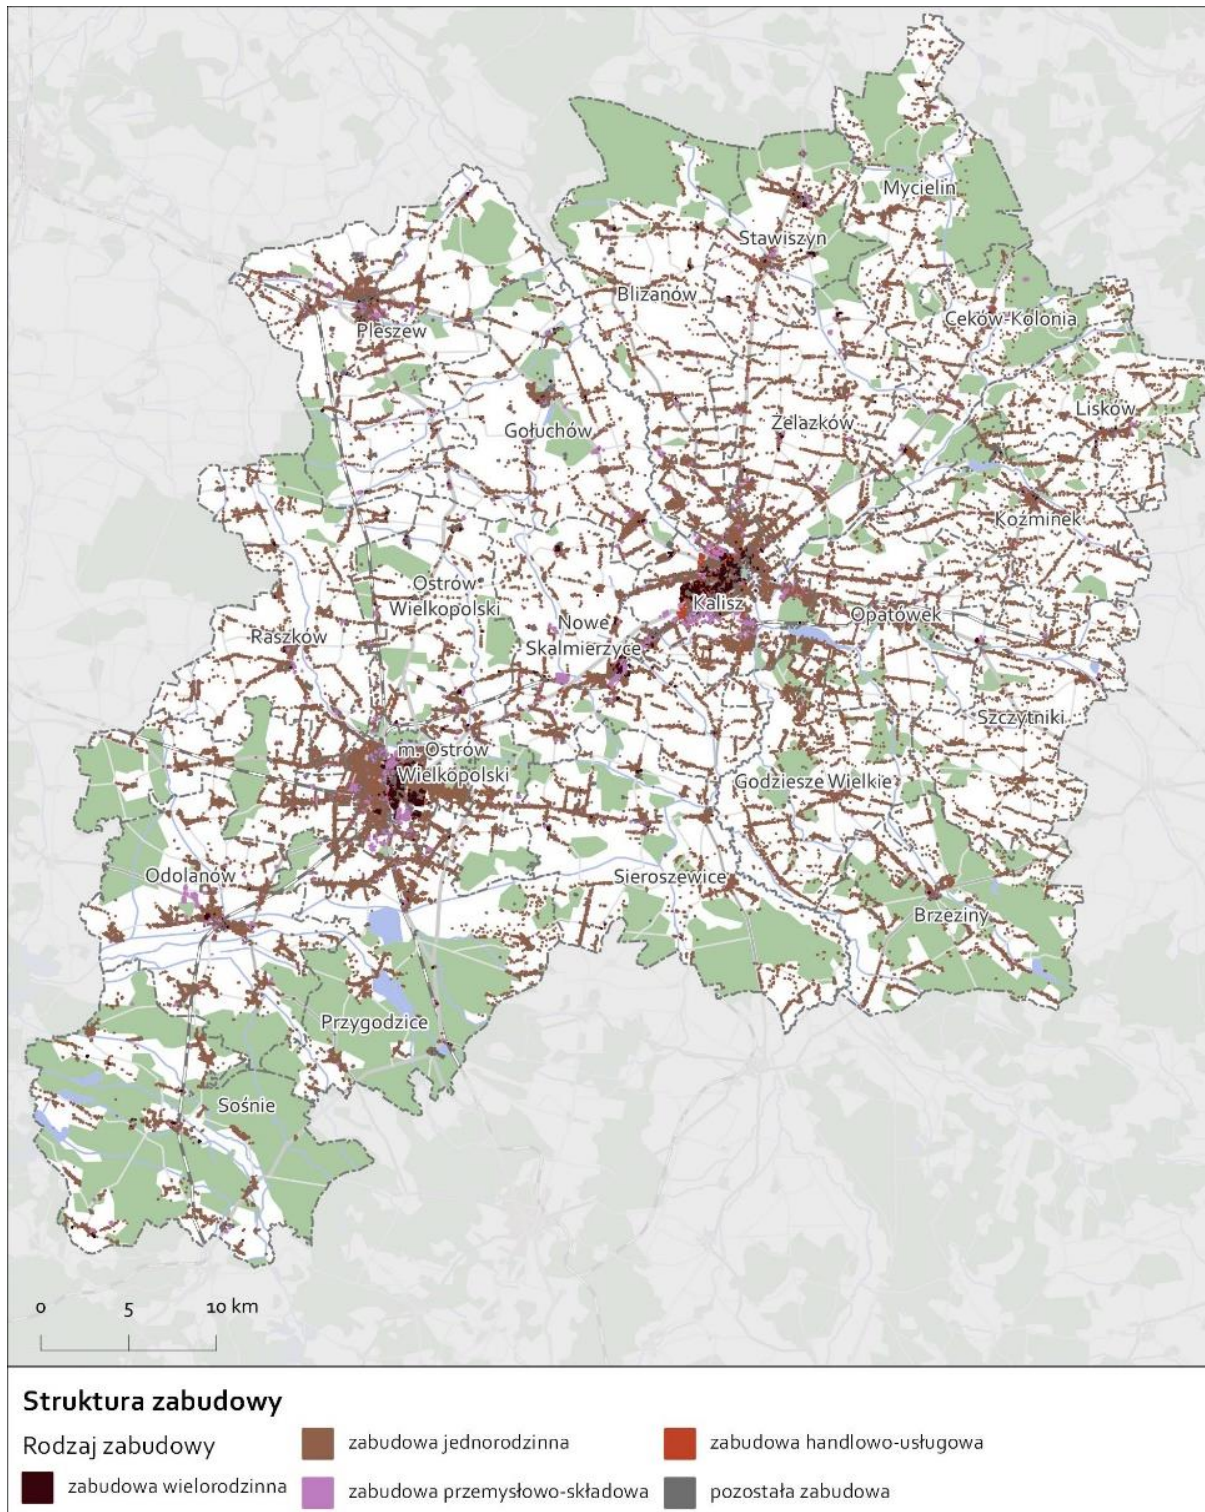 Mycielin
Stawiszyn
Blizanów
Ceków-Kolonia
Pleszew
Lisków
Żelazków
Gołuchów
Koźminek
Ostrów
Wielkopolski
Kalisz
Opatówek
Nowe
Skalmierzyce
Raszków
Szczytniki
m. Ostrów
Wielkopolski
Godziesze Wielkie
Odolanów
Sieroszewice
Brzeziny
Przygodzice
Sośnie
0 5 10 km
Struktura zabudowy
Rodzaj zabudowy
zabudowa wielorodzinna
zabudowa jednorodzinna
zabudowa przemysłowo-składowa
zabudowa handlowo-usługowa
pozostała zabudowa